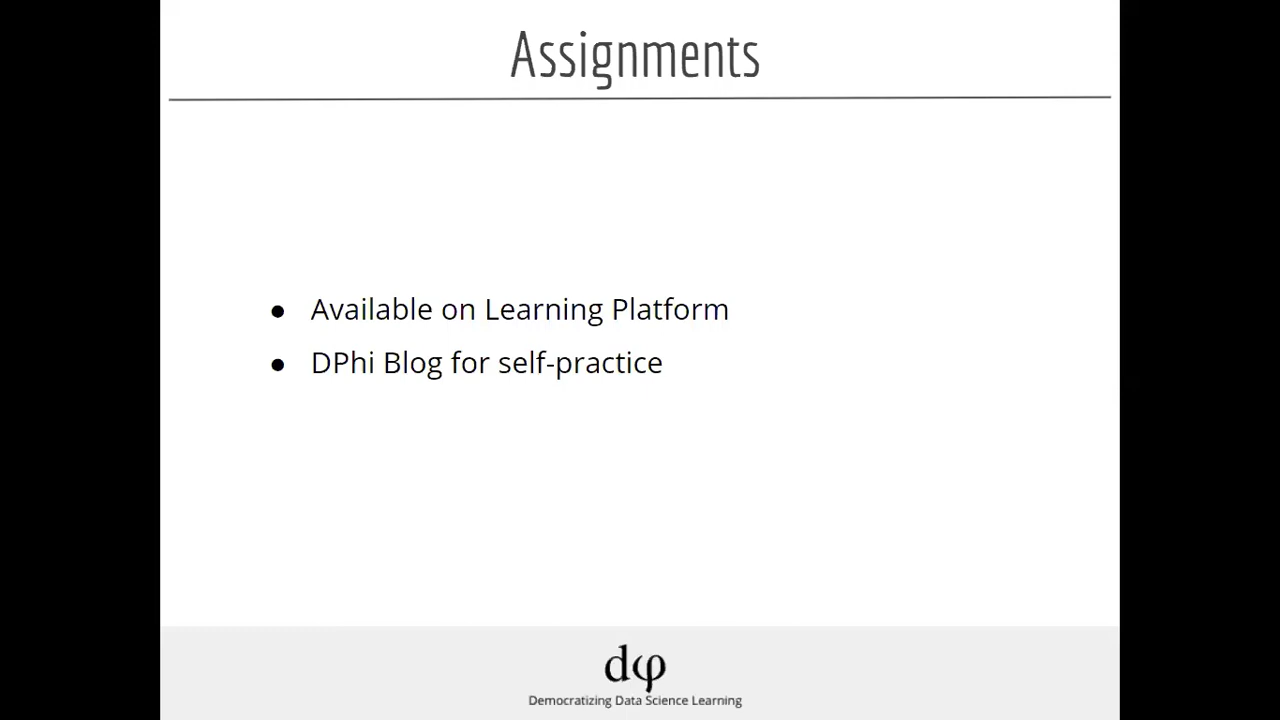 Assignments
● Available on Learning Platform
● DPhi Blog for self-practice
dφ
Democratizing Data Science Learning